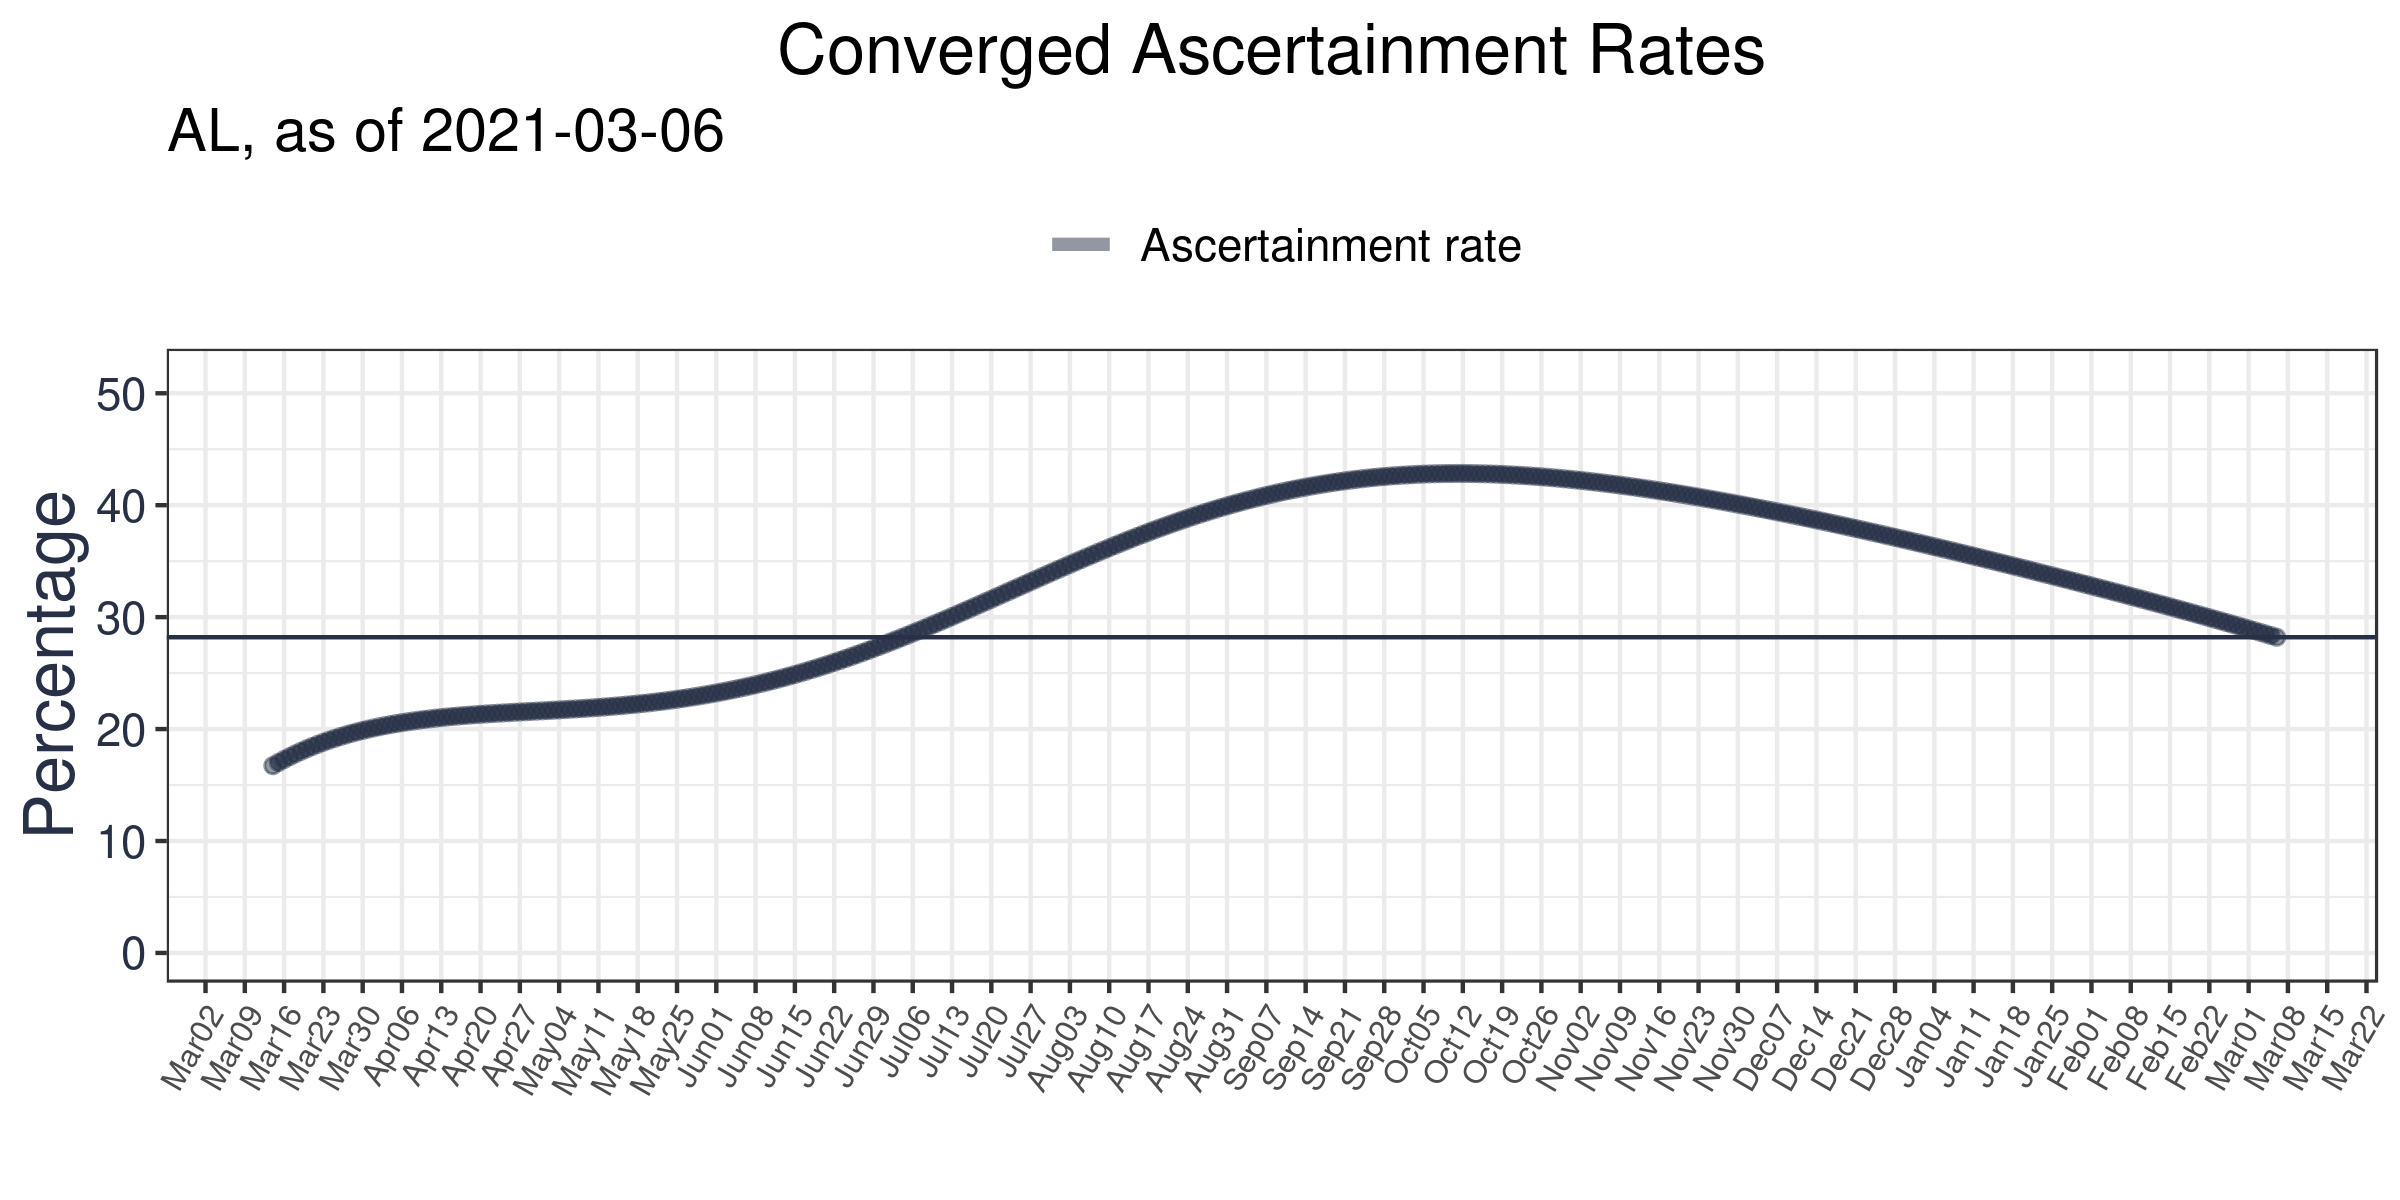 Converged Ascertainment Rates
AL, as of 2021-03-06
Ascertainment rate
Percentage
50
40
30
20
10
0
Mar02 Mar09 Mar16 Mar23 Mar30 Apr06 Apr13 Apr20 Apr27 May04 May11 May18 May25 Jun01 Jun08 Jun15 Jun22 Jun29 Jul06 Jul13 Jul20 Jul27 Aug03 Aug10 Aug17 Aug24 Aug31 Sep07 Sep14 Sep21 Sep28 Oct05 Oct12 Oct19 Oct26 Nov02 Nov09 Nov16 Nov23 Nov30 Dec07 Dec14 Dec21 Dec28 Jan04 Jan11 Jan18 Jan25 Feb01 Feb08 Feb15 Feb22 Mar01 Mar08 Mar15 Mar22